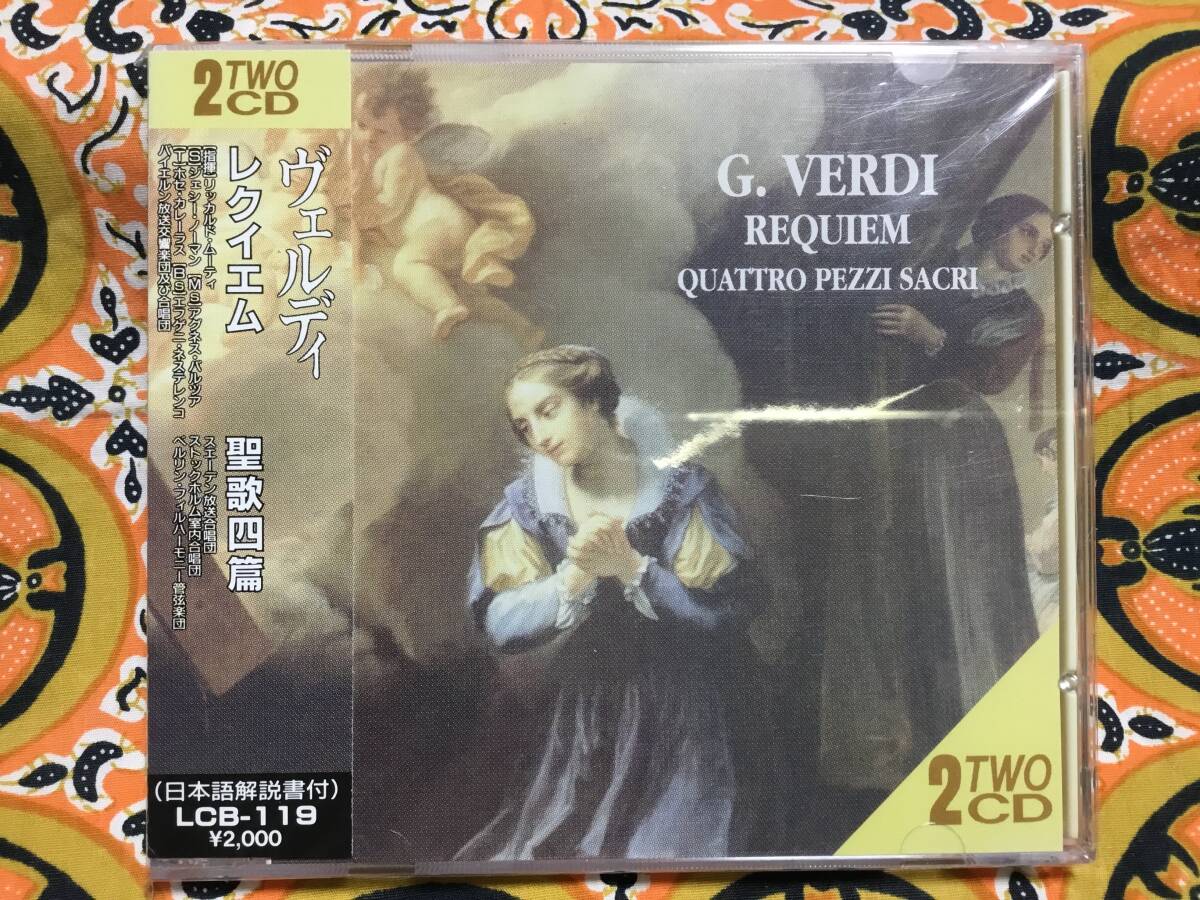 2 TWO CD
ヴェルディ
レクイエム
[指揮]リッカルド・ムーティ
[S]ジェシー・ノーマン [MS]アグネス・バルツァ
[T]ホセ・カレーラス [BS]エフゲニ・ネステレンコ
バイエルン放送交響楽団及び合唱団
聖歌四篇
スエーデン放送合唱団
ストックホルム室内合唱団
ベルリン・フィルハーモニー管弦楽団
(日本語解説書付)
LCB-119
¥2,000
G. VERDI
REQUIEM
QUATTRO PEZZI SACRI
2 TWO CD